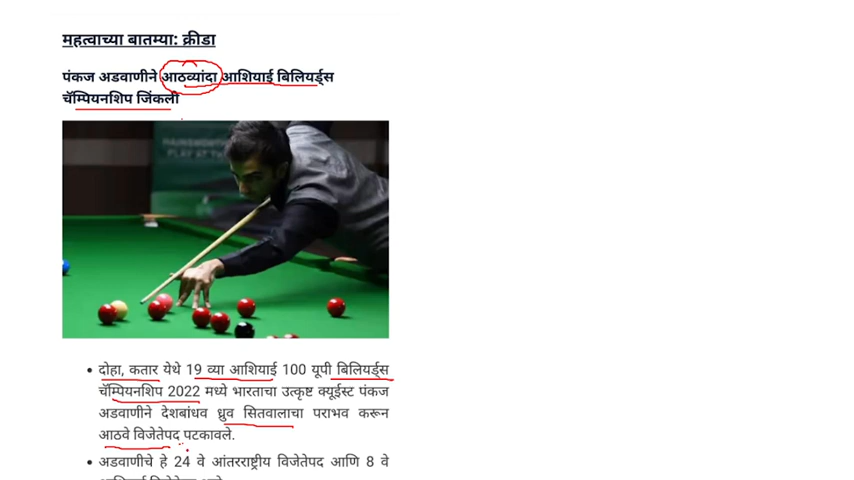 महत्वाच्या बातम्या: क्रीडा
पंकज अडवाणीने आठव्यांदा आशियाई बिलियर्ड्स
चॅम्पियनशिप जिंकली
दोहा, कतार येथे 19 व्या आशियाई 100 यूपी बिलियर्ड्स
चॅम्पियनशिप 2022 मध्ये भारताचा उत्कृष्ट क्यूईस्ट पंकज
अडवाणीने देशबांधव ध्रुव सितवालाचा पराभव करून
आठवे विजेतेपद पटकावले.
अडवाणीचे हे 24 वे आंतरराष्ट्रीय विजेतेपद आणि 8 वे